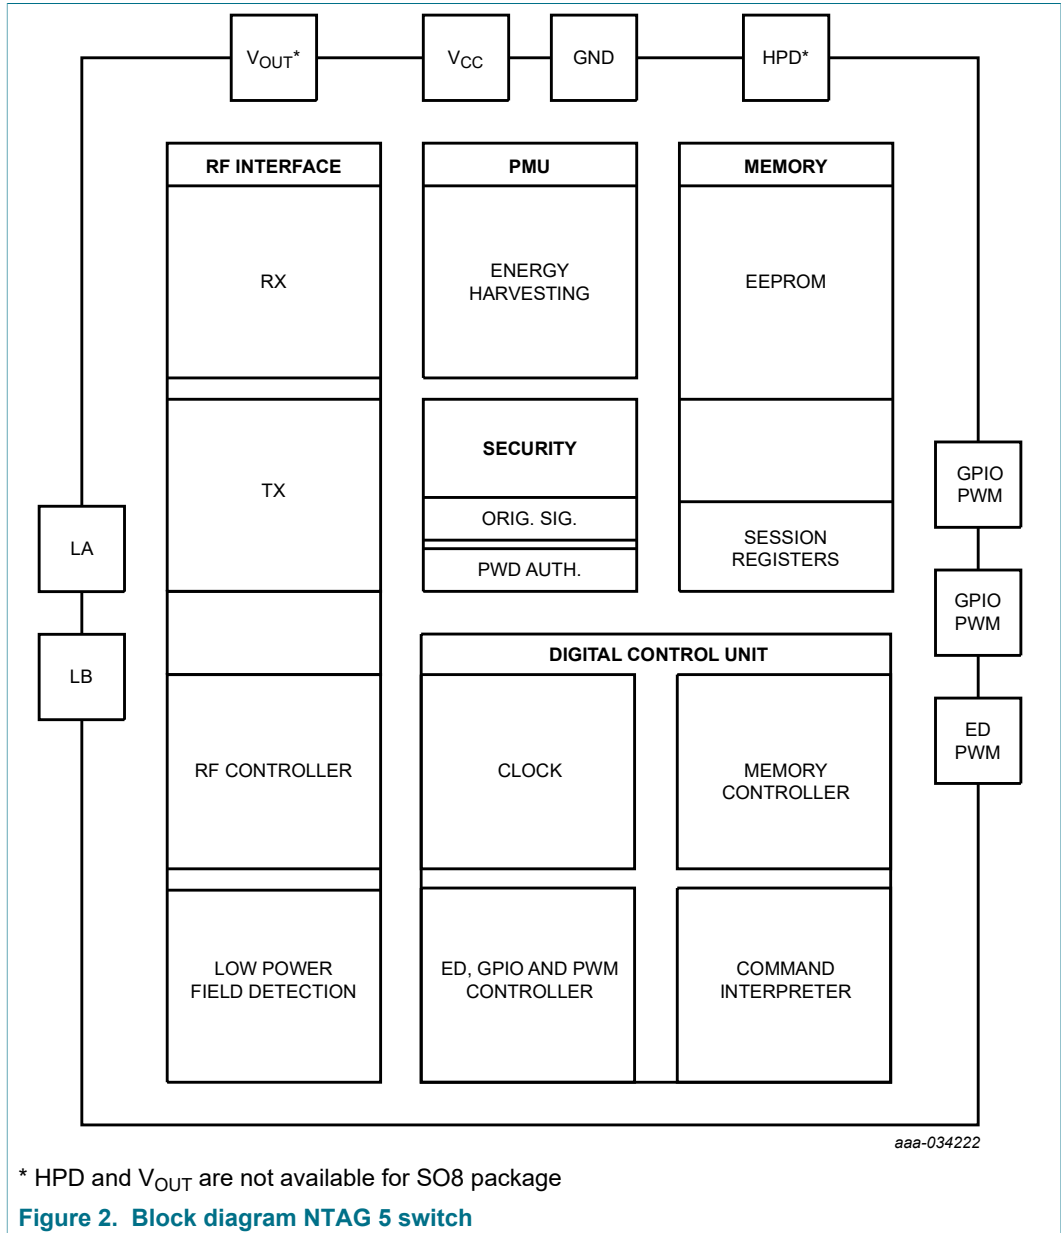 V_OUT*
V_CC
GND
HPD*
RF INTERFACE
PMU
MEMORY
RX
ENERGY
HARVESTING
EEPROM
TX
SECURITY
ORIG. SIG.
PWD AUTH.
SESSION
REGISTERS
LA
LB
GPIO
PWM
GPIO
PWM
ED
PWM
DIGITAL CONTROL UNIT
RF CONTROLLER
CLOCK
MEMORY
CONTROLLER
LOW POWER
FIELD DETECTION
ED, GPIO AND PWM
CONTROLLER
COMMAND
INTERPRETER
aaa-034222
* HPD and V_OUT are not available for SO8 package
Figure 2. Block diagram NTAG 5 switch